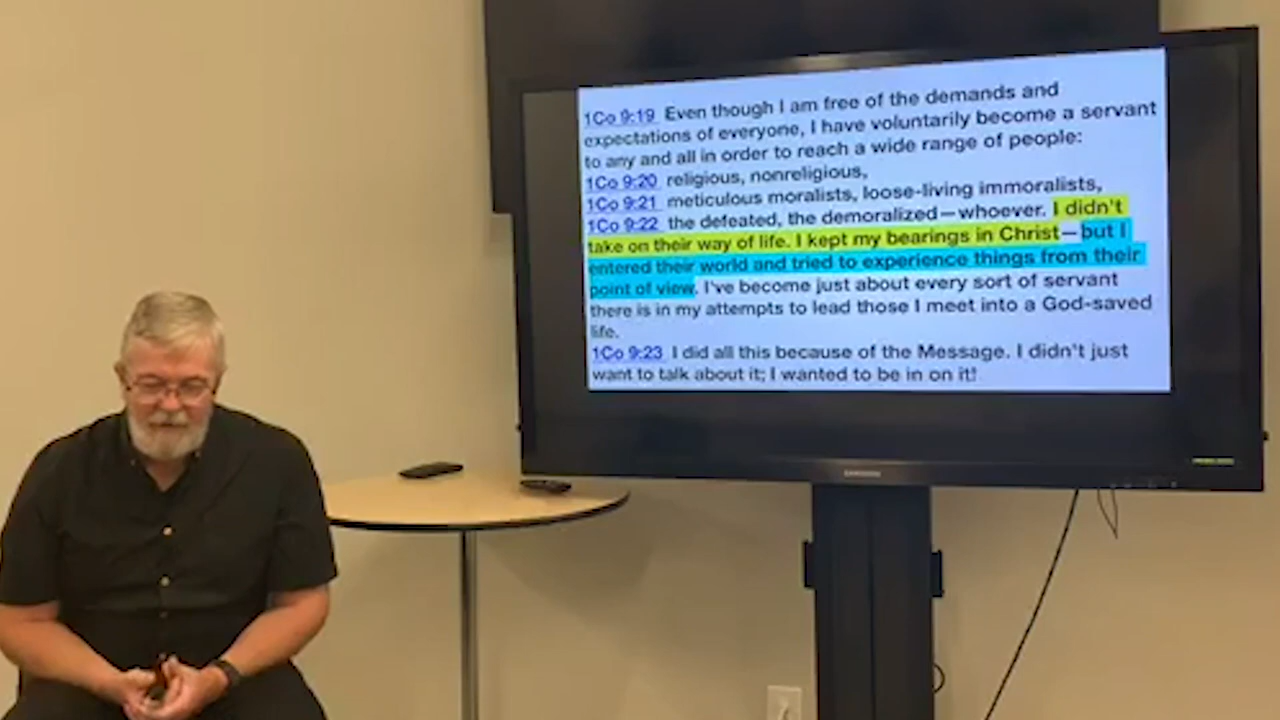 1Co 9:19 Even though I am free of the demands and
expectations of everyone, I have voluntarily become a servant
to any and all in order to reach a wide range of people:
1Co 9:20 religious, nonreligious,
1Co 9:21 meticulous moralists, loose-living immoralists,
1Co 9:22 the defeated, the demoralized—whoever. I didn't
take on their way of life. I kept my bearings in Christ—but I
entered their world and tried to experience things from their
point of view. I've become just about every sort of servant
there is in my attempts to lead those I meet into a God-saved
life.
1Co 9:23 I did all this because of the Message. I didn't just
want to talk about it; I wanted to be in on it!
SAMSUNG